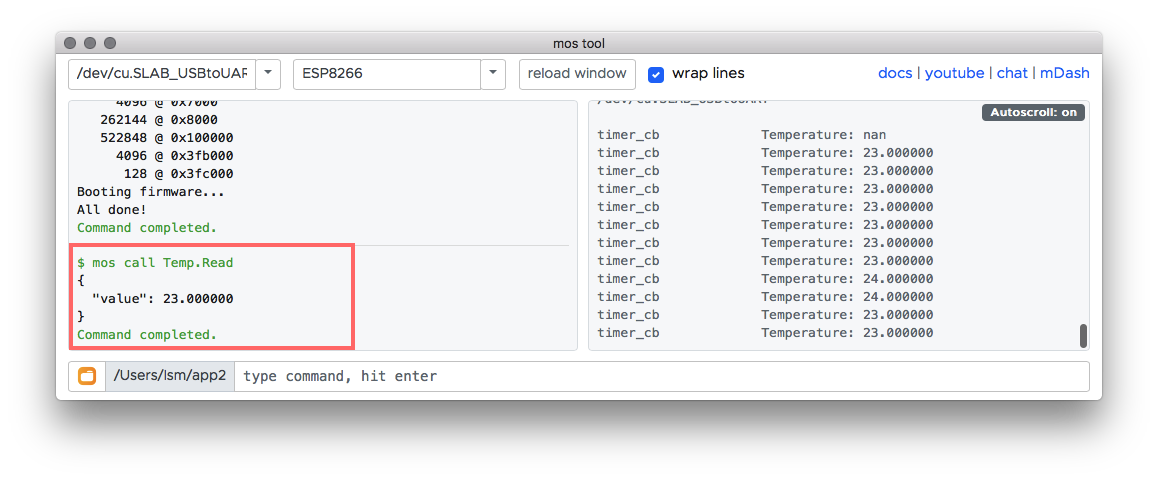 mos tool
/dev/cu.SLAB_USBtoUAR
ESP8266
reload window
wrap lines
docs | youtube | chat | mDash
4096 @ 0x7000
262144 @ 0x8000
522848 @ 0x100000
4096 @ 0x3fb000
128 @ 0x3fc000
Booting firmware...
All done!
Command completed.
$ mos call Temp.Read
{
"value": 23.000000
}
Command completed.
/dev/cu.SLAB_USBtoUART
Autoscroll: on
timer_cb Temperature: nan
timer_cb Temperature: 23.000000
timer_cb Temperature: 23.000000
timer_cb Temperature: 23.000000
timer_cb Temperature: 23.000000
timer_cb Temperature: 23.000000
timer_cb Temperature: 23.000000
timer_cb Temperature: 23.000000
timer_cb Temperature: 24.000000
timer_cb Temperature: 24.000000
timer_cb Temperature: 23.000000
timer_cb Temperature: 23.000000
/Users/lsm/app2
type command, hit enter